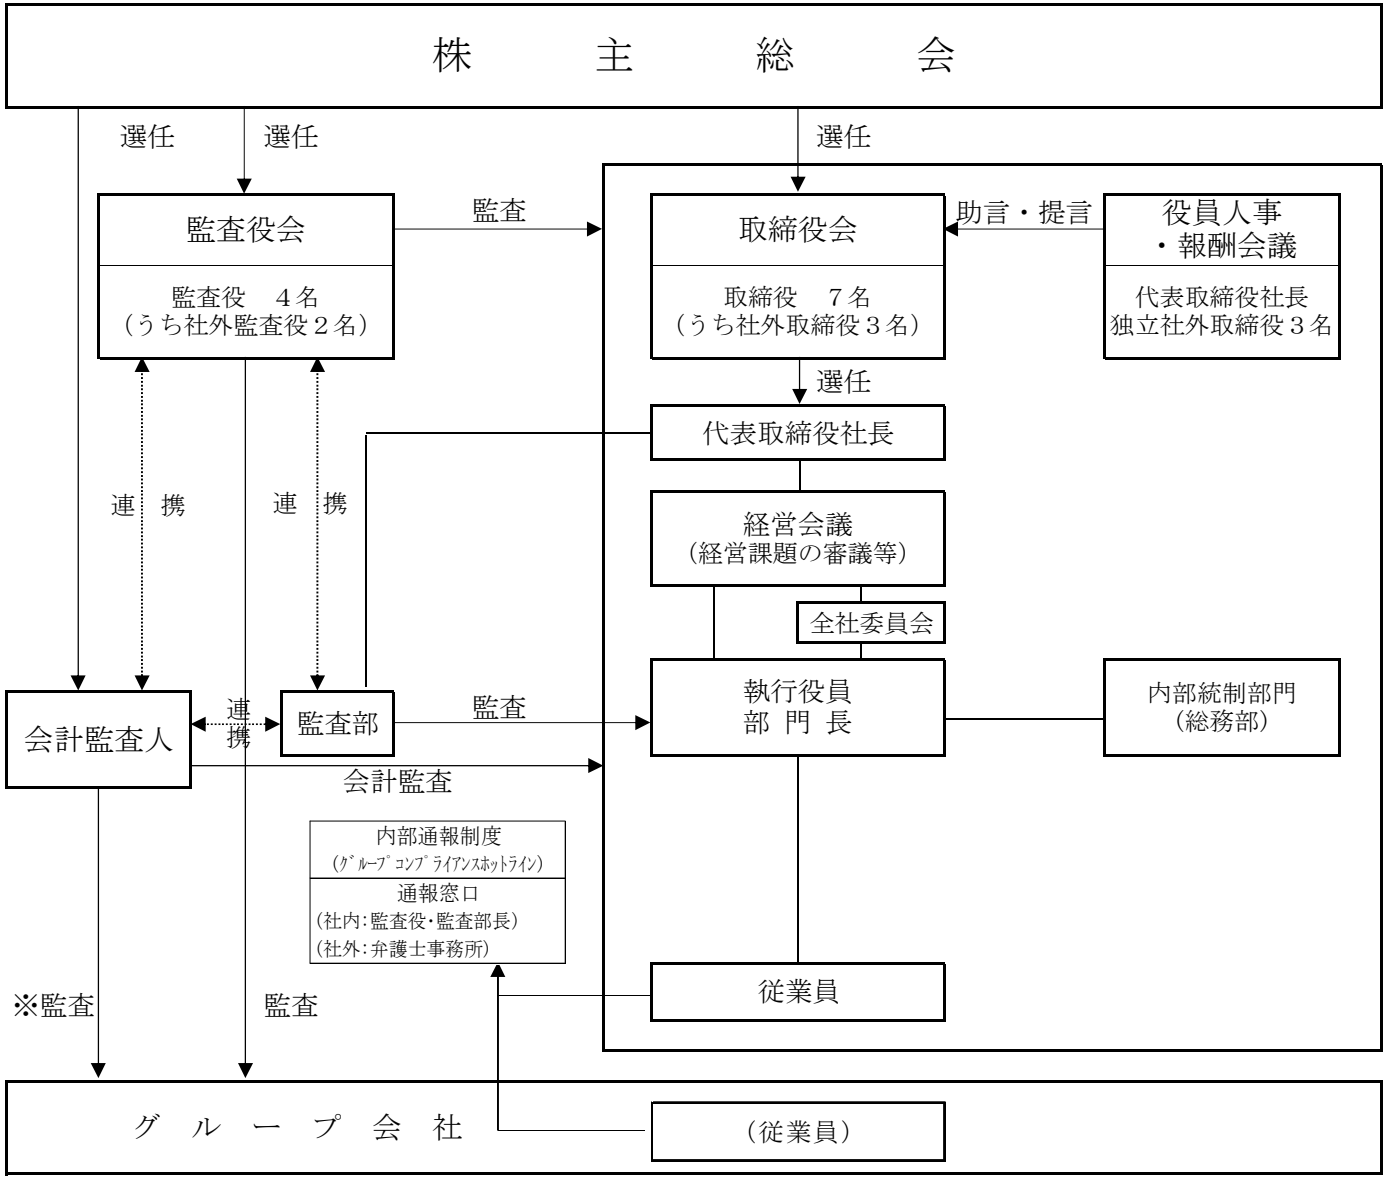 株主総会
選任
選任
選任
監査役会
監査役　４名
（うち社外監査役２名）
監査
取締役会
取締役　７名
（うち社外取締役３名）
助言・提言
役員人事
・報酬会議
代表取締役社長
独立社外取締役３名
選任
代表取締役社長
連携
連携
経営会議
（経営課題の審議等）
全社委員会
会計監査人
連
携
監査部
監査
執行役員
部門長
内部統制部門
（総務部）
会計監査
内部通報制度
（ｸﾞﾙｰﾌﾟｺﾝﾌﾟﾗｲｱﾝｽﾎｯﾄﾗｲﾝ）
通報窓口
（社内：監査役・監査部長）
（社外：弁護士事務所）
※監査
監査
従業員
グループ会社
（従業員）